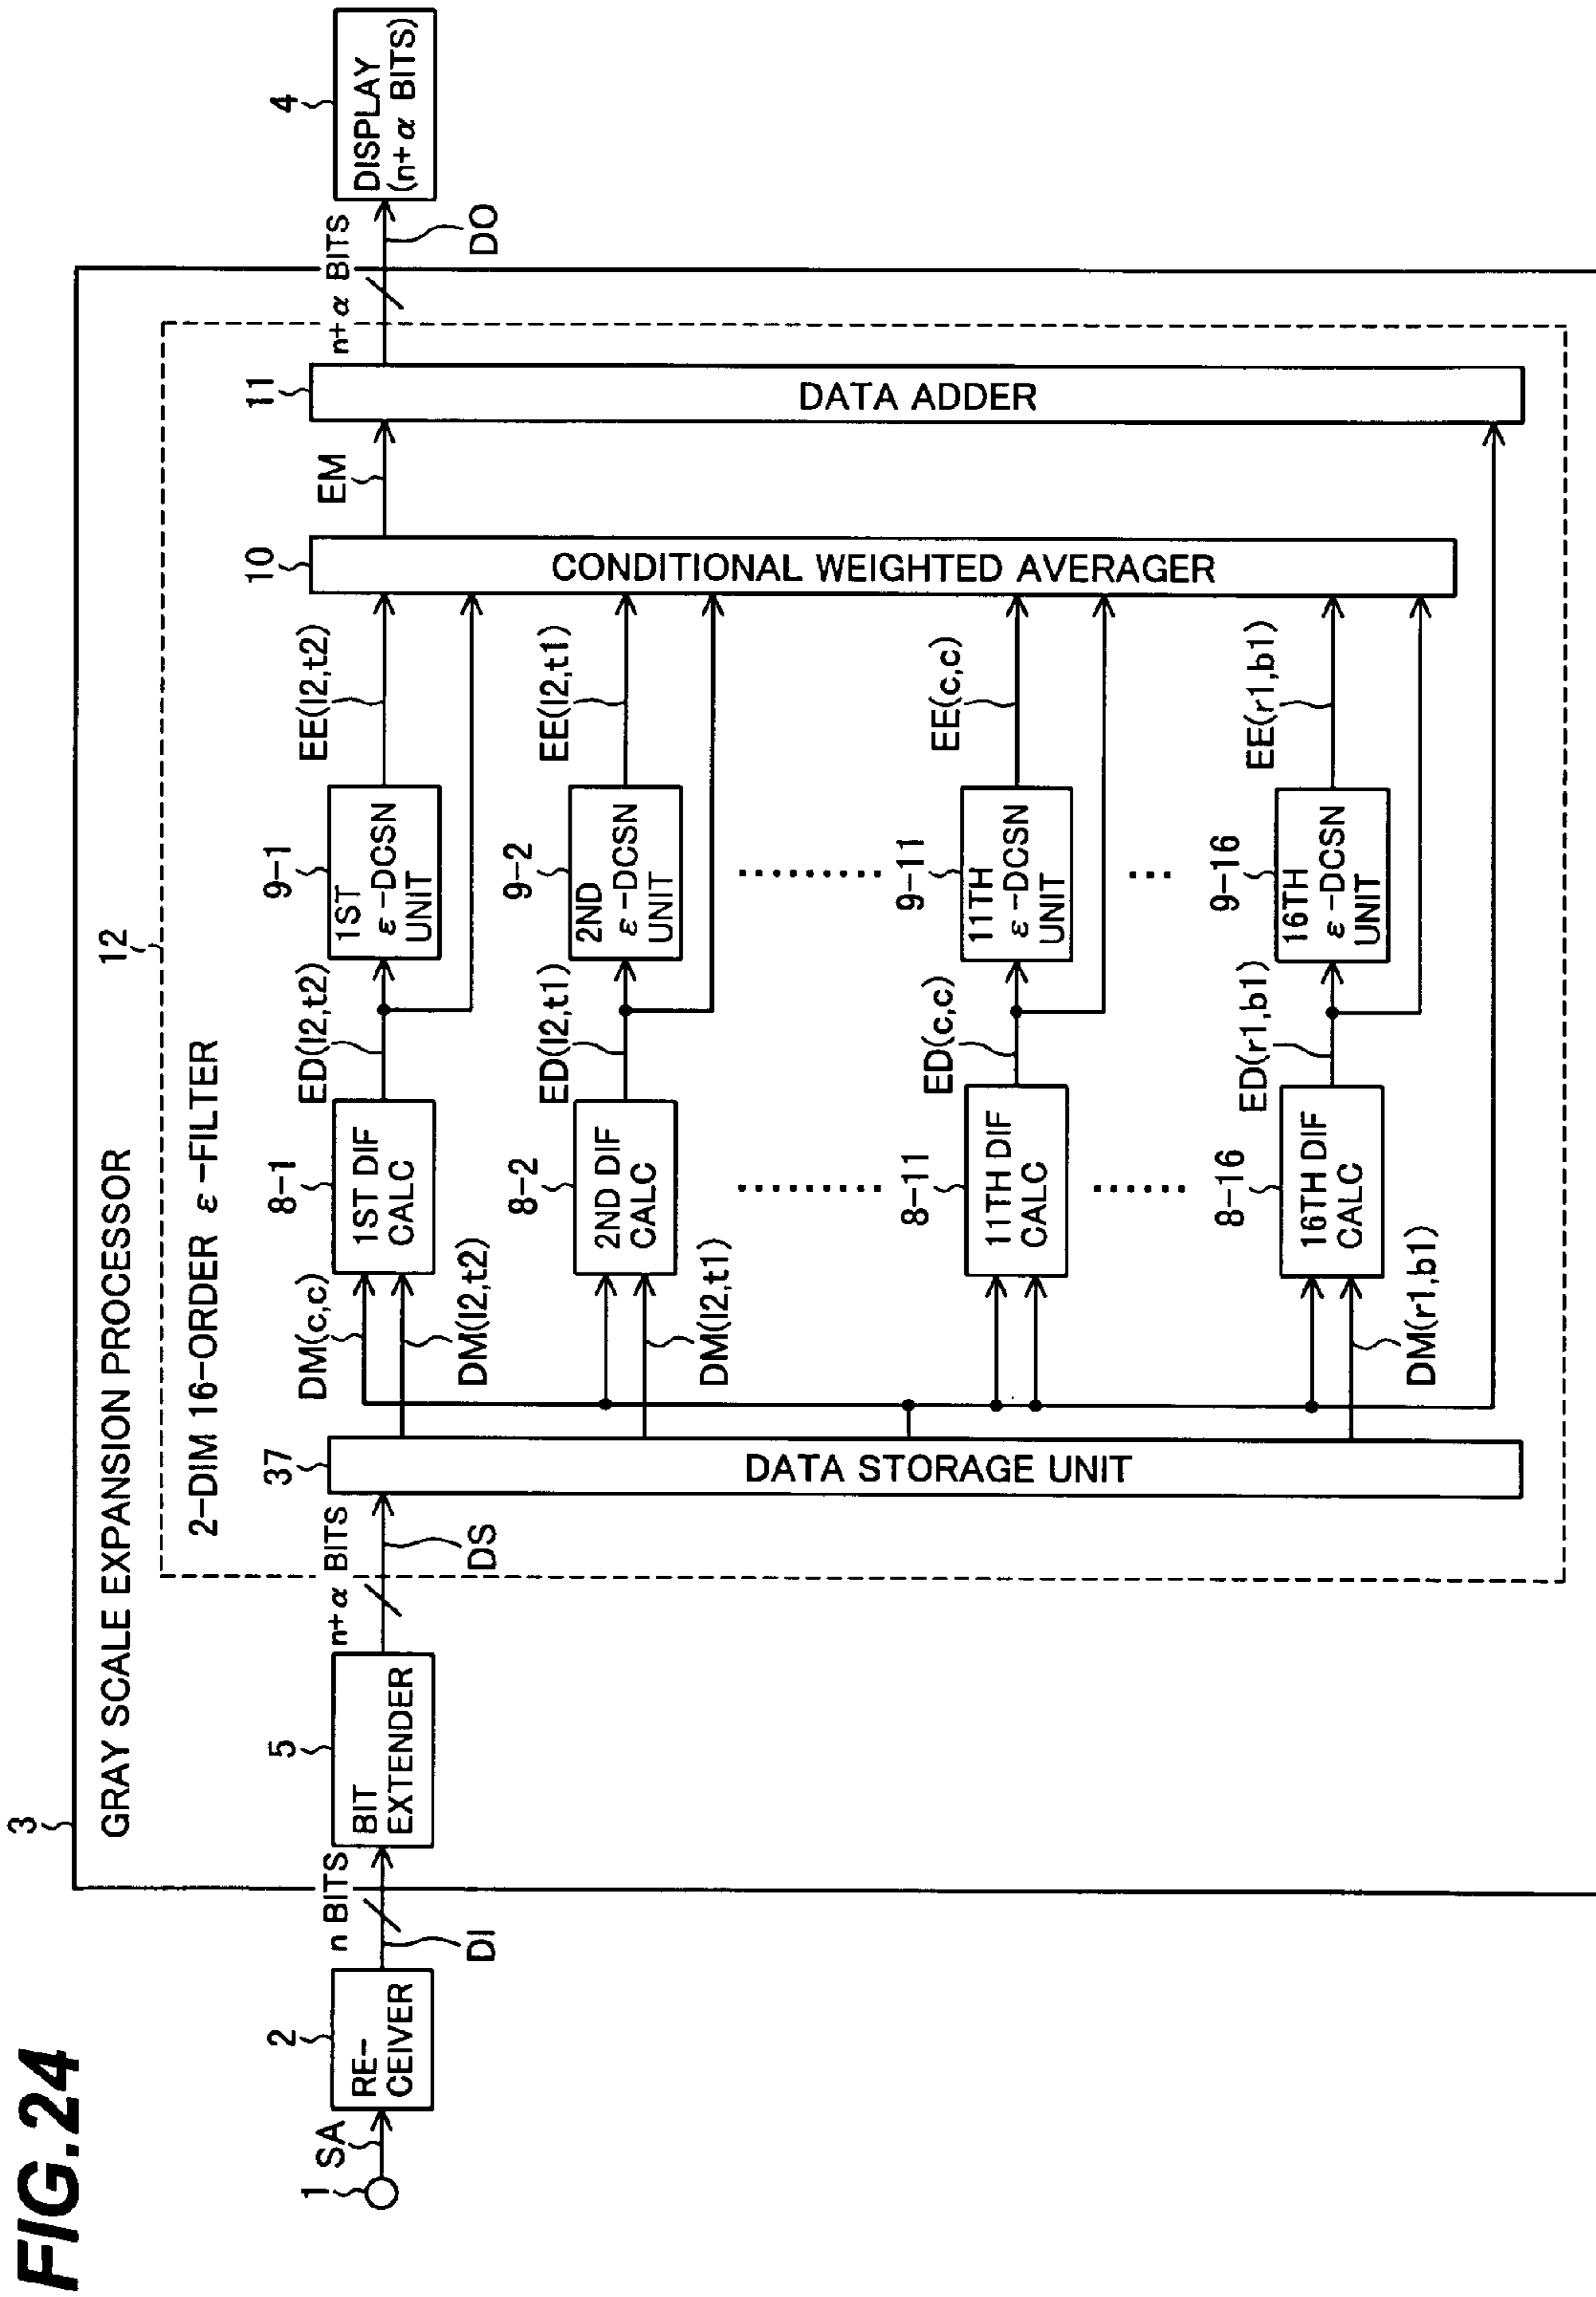 FIG.24
3
GRAY SCALE EXPANSION PROCESSOR
12
2-DIM 16-ORDER ε-FILTER
1
SA
2
RE-
CEIVER
n BITS
DI
5
BIT
EXTENDER
n+α BITS
DS
37
DATA STORAGE UNIT
DM(c,c)
DM(l2,t2)
8-1
1ST DIF
CALC
ED(l2,t2)
9-1
1ST
ε-DCSN
UNIT
EE(l2,t2)
DM(l2,t1)
8-2
2ND DIF
CALC
ED(l2,t1)
9-2
2ND
ε-DCSN
UNIT
EE(l2,t1)
8-11
11TH DIF
CALC
ED(c,c)
9-11
11TH
ε-DCSN
UNIT
EE(c,c)
DM(r1,b1)
8-16
16TH DIF
CALC
ED(r1,b1)
9-16
16TH
ε-DCSN
UNIT
EE(r1,b1)
10
CONDITIONAL WEIGHTED AVERAGER
EM
11
DATA ADDER
n+α BITS
DO
4
DISPLAY
(n+α BITS)